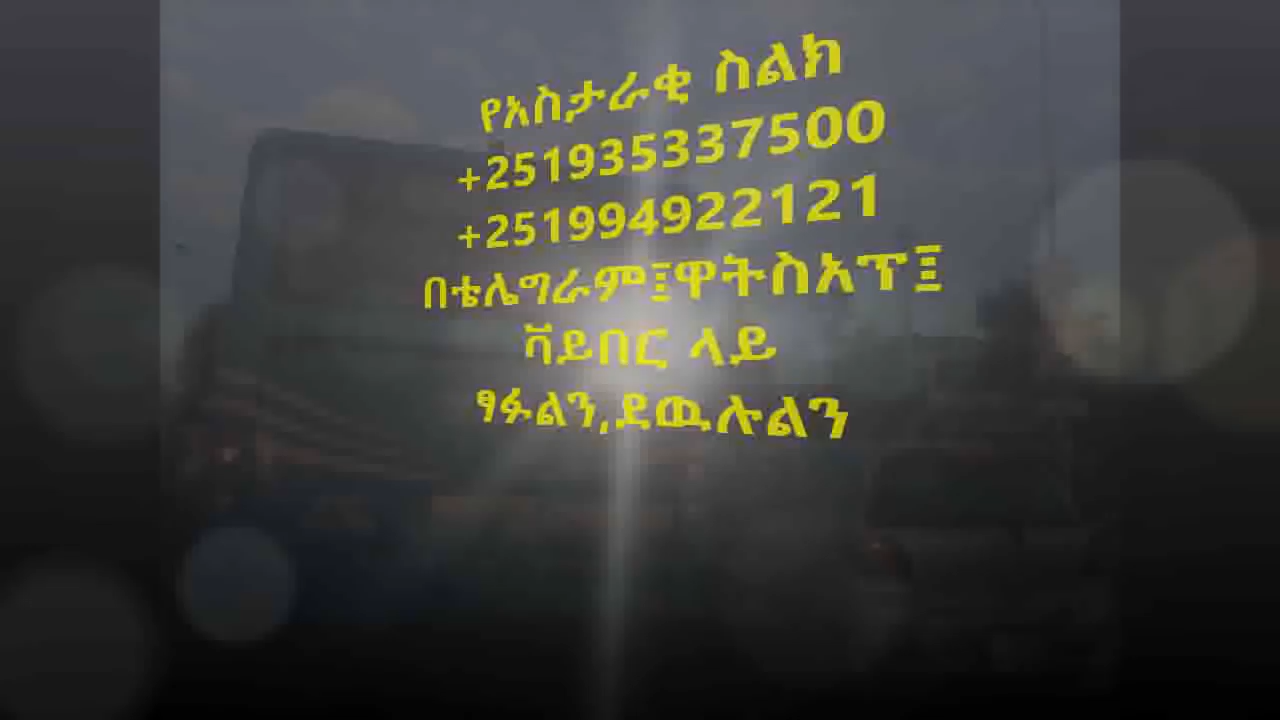 የአስታራቂ ስልክ
+251935337500
+251994922121
በቴሌግራም፤ዋትስአፕ፤
ቫይበር ላይ
ፃፉልን,ደዉሉልን